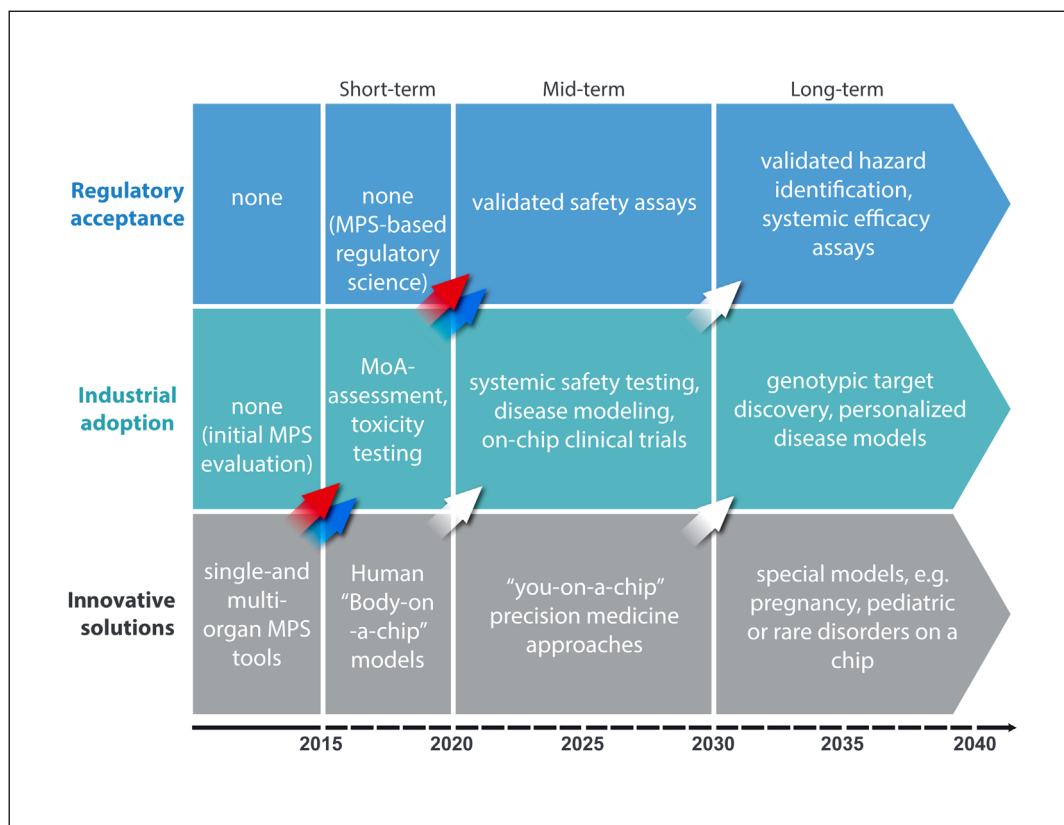 Short-term
Mid-term
Long-term
Regulatory
acceptance
none
none
(MPS-based
regulatory
science)
validated safety assays
validated hazard
identification,
systemic efficacy
assays
Industrial
adoption
none
(initial MPS
evaluation)
MoA-
assessment,
toxicity
testing
systemic safety testing,
disease modeling,
on-chip clinical trials
genotypic target
discovery, personalized
disease models
Innovative
solutions
single-and
multi-
organ MPS
tools
Human
“Body-on
-a-chip”
models
“you-on-a-chip”
precision medicine
approaches
special models, e.g.
pregnancy, pediatric
or rare disorders on a
chip
2015
2020
2025
2030
2035
2040